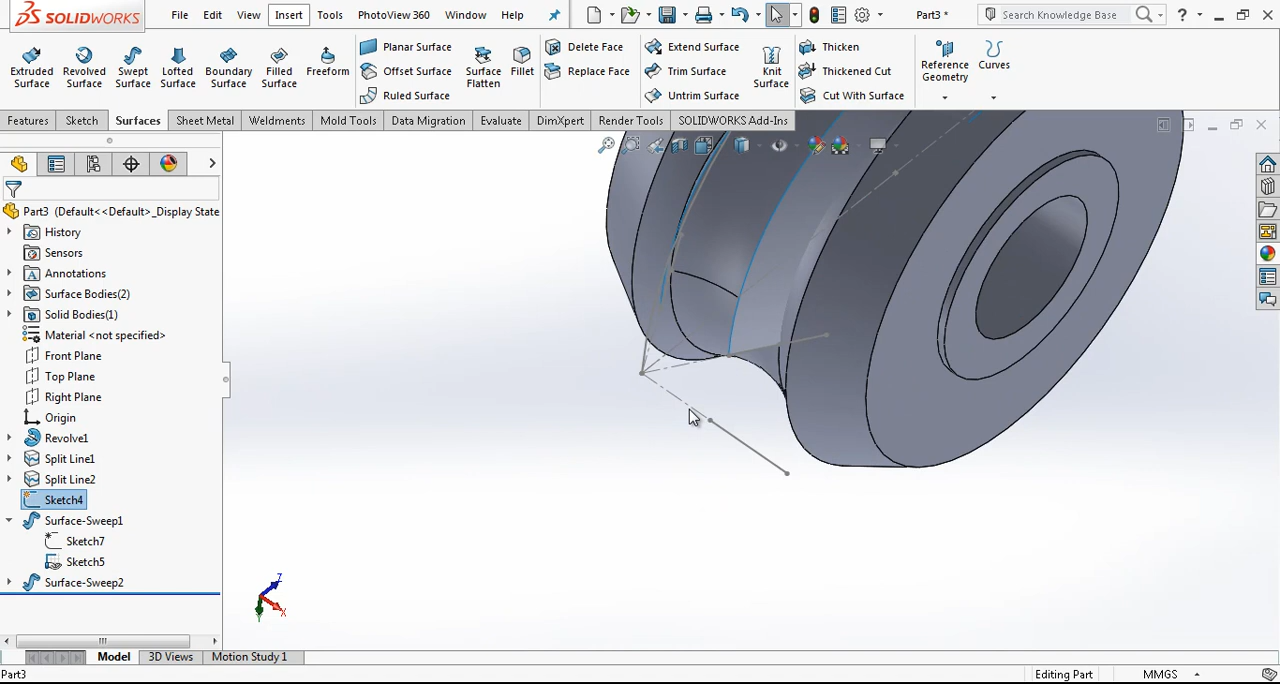 SOLIDWORKS File Edit View Insert Tools PhotoView 360 Window Help Part3 * Search Knowledge Base ?
Extruded Surface
Revolved Surface
Swept Surface
Lofted Surface
Boundary Surface
Filled Surface
Freeform
Planar Surface
Offset Surface
Ruled Surface
Surface Flatten
Fillet
Delete Face
Replace Face
Extend Surface
Trim Surface
Untrim Surface
Knit Surface
Thicken
Thickened Cut
Cut With Surface
Reference Geometry
Curves
Features Sketch Surfaces Sheet Metal Weldments Mold Tools Data Migration Evaluate DimXpert Render Tools SOLIDWORKS Add-Ins
Part3 (Default<<Default>_Display State
History
Sensors
Annotations
Surface Bodies(2)
Solid Bodies(1)
Material <not specified>
Front Plane
Top Plane
Right Plane
Origin
Revolve1
Split Line1
Split Line2
Sketch4
Surface-Sweep1
Sketch7
Sketch5
Surface-Sweep2
Z
X
Y
Model 3D Views Motion Study 1
Part3 Editing Part MMGS